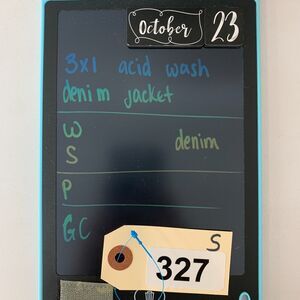 October 23
3x1 acid wash
denim jacket
W
S denim
P
GC
S
327